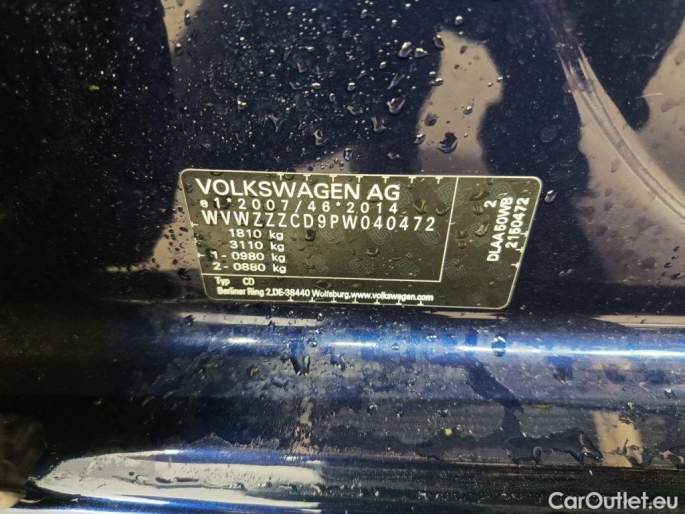 VOLKSWAGEN AG
e1*2007/46*2014
WVWZZZCD9PW040472
1810 kg
3110 kg
1 - 0980 kg
2 - 0880 kg
Typ CD
Berliner Ring 2,DE-38440 Wolfsburg,www.volkswagen.com
2
DLAA50WB
2150472
CarOutlet.eu